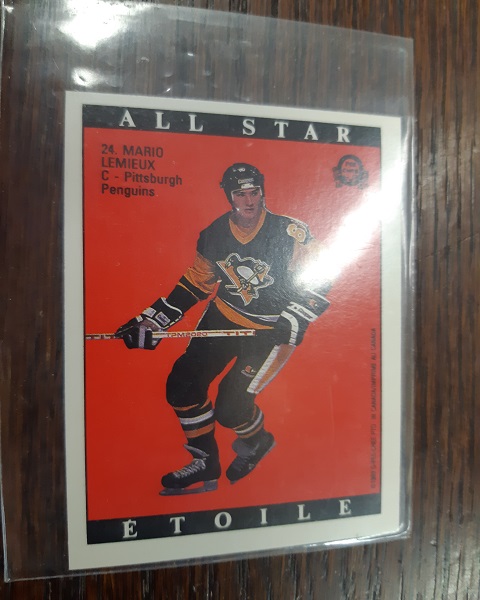 ALL STAR
24. MARIO
LEMIEUX
C - Pittsburgh
Penguins
ÉTOILE